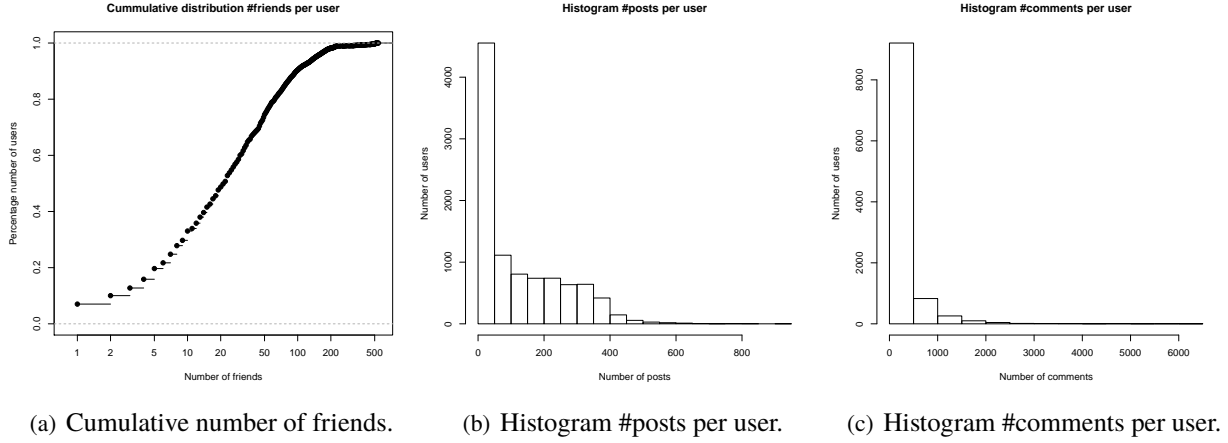 Cummulative distribution #friends per user
Percentage number of users
0.0 0.2 0.4 0.6 0.8 1.0
1 2 5 10 20 50 100 200 500
Number of friends
(a) Cumulative number of friends.
Histogram #posts per user
Number of users
0 1000 2000 3000 4000
0 200 400 600 800
Number of posts
(b) Histogram #posts per user.
Histogram #comments per user
Number of users
0 2000 4000 6000 8000
0 1000 2000 3000 4000 5000 6000
Number of comments
(c) Histogram #comments per user.